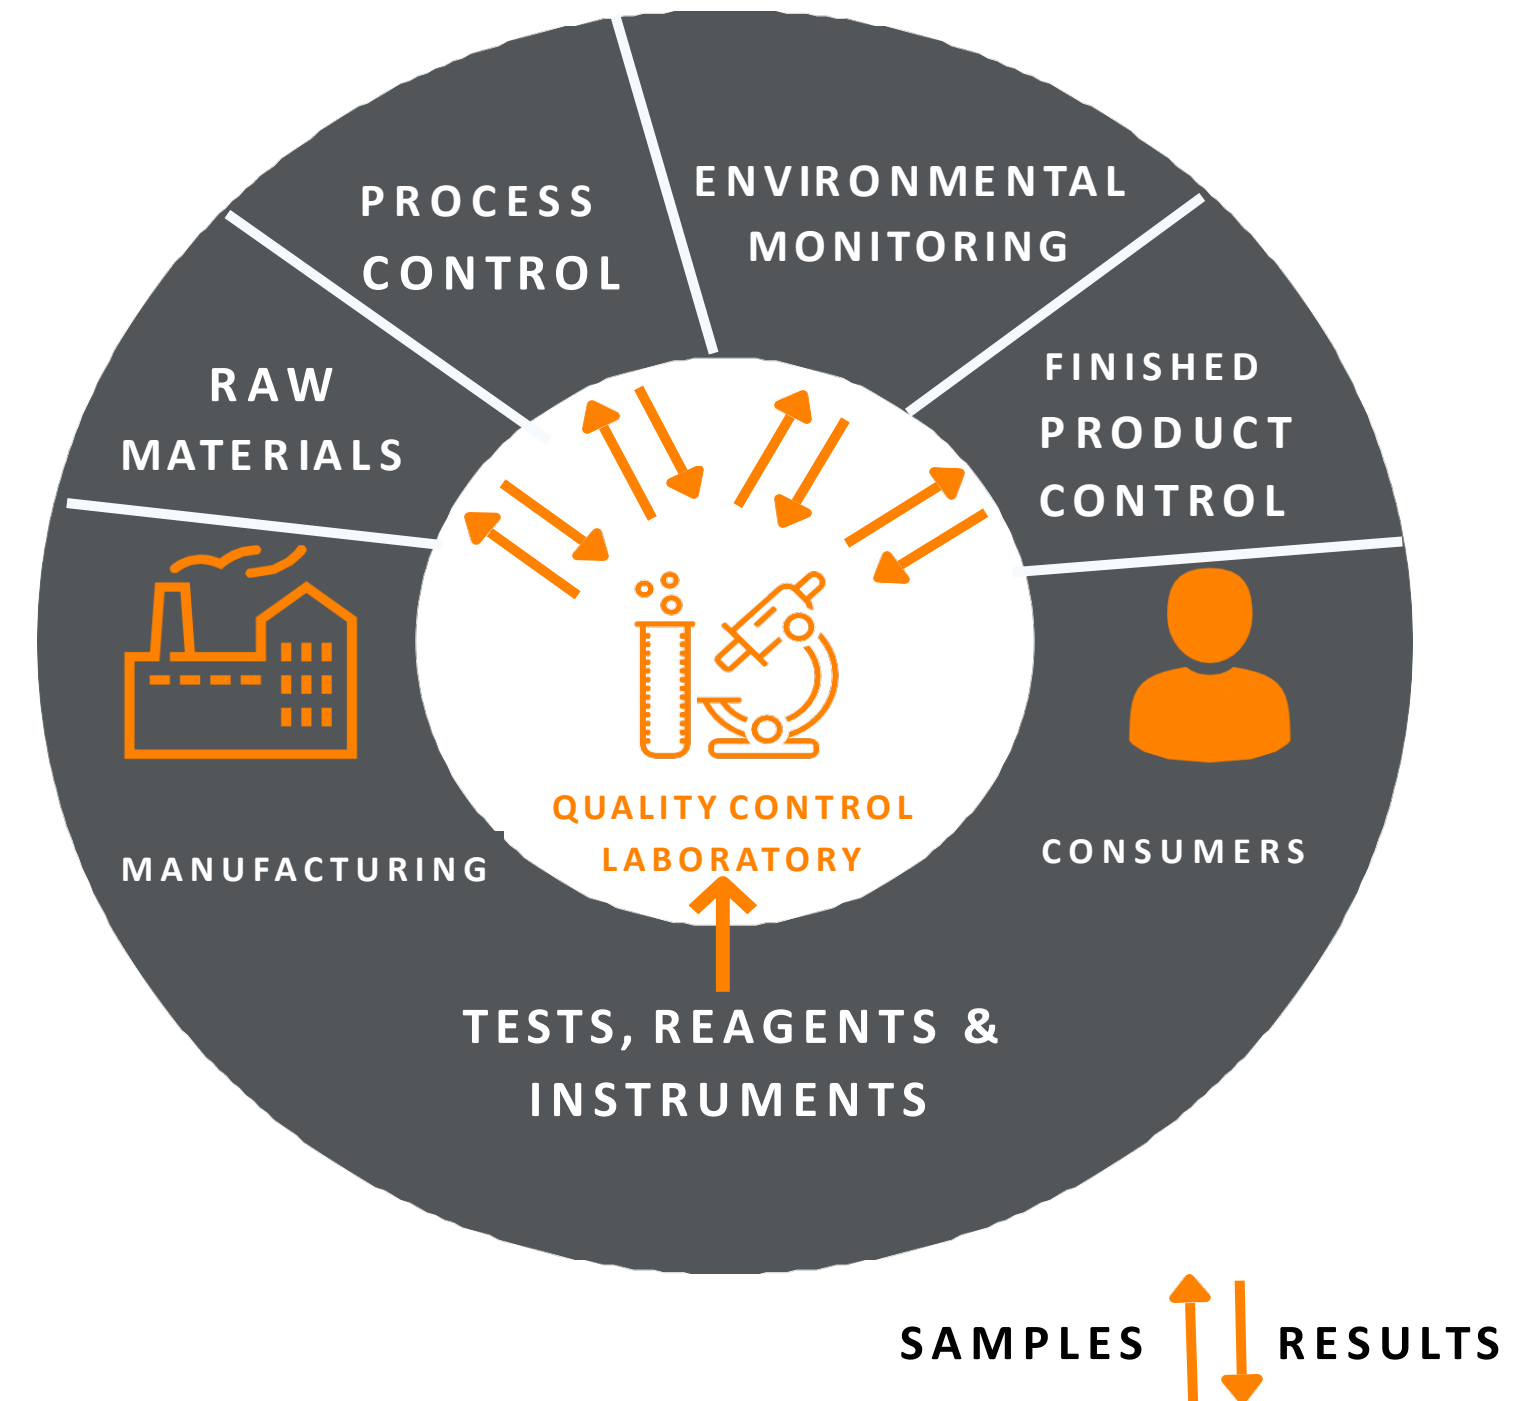 PROCESS
CONTROL
ENVIRONMENTAL
MONITORING
RAW
MATERIALS
FINISHED
PRODUCT
CONTROL
QUALITY CONTROL
LABORATORY
MANUFACTURING
CONSUMERS
TESTS, REAGENTS &
INSTRUMENTS
SAMPLES
RESULTS